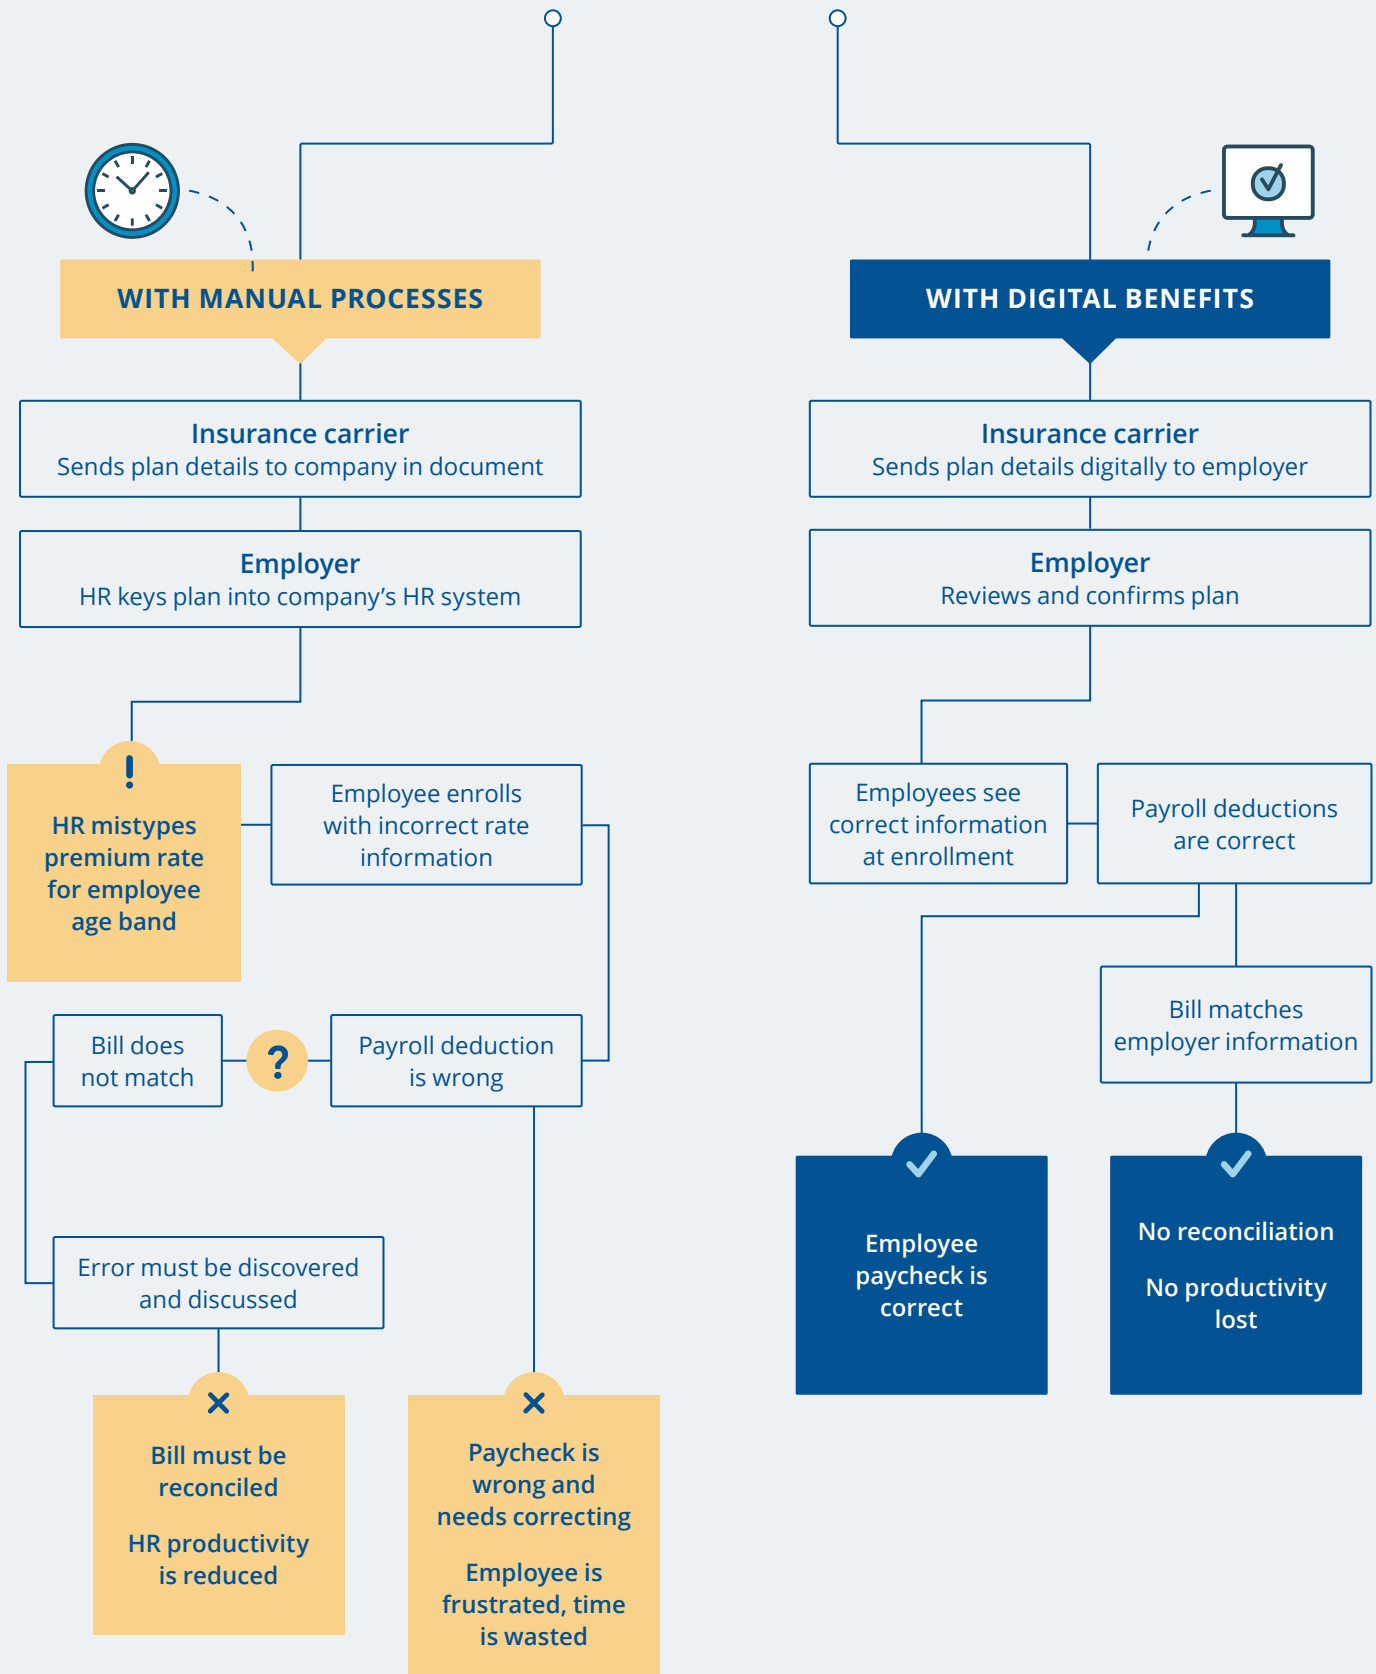 WITH MANUAL PROCESSES
Insurance carrier
Sends plan details to company in document
Employer
HR keys plan into company’s HR system
!
HR mistypes
premium rate
for employee
age band
Employee enrolls
with incorrect rate
information
Payroll deduction
is wrong
?
Bill does
not match
Error must be discovered
and discussed
Bill must be
reconciled
HR productivity
is reduced
Paycheck is
wrong and
needs correcting
Employee is
frustrated, time
is wasted
WITH DIGITAL BENEFITS
Insurance carrier
Sends plan details digitally to employer
Employer
Reviews and confirms plan
Employees see
correct information
at enrollment
Payroll deductions
are correct
Bill matches
employer information
Employee
paycheck is
correct
No reconciliation
No productivity
lost